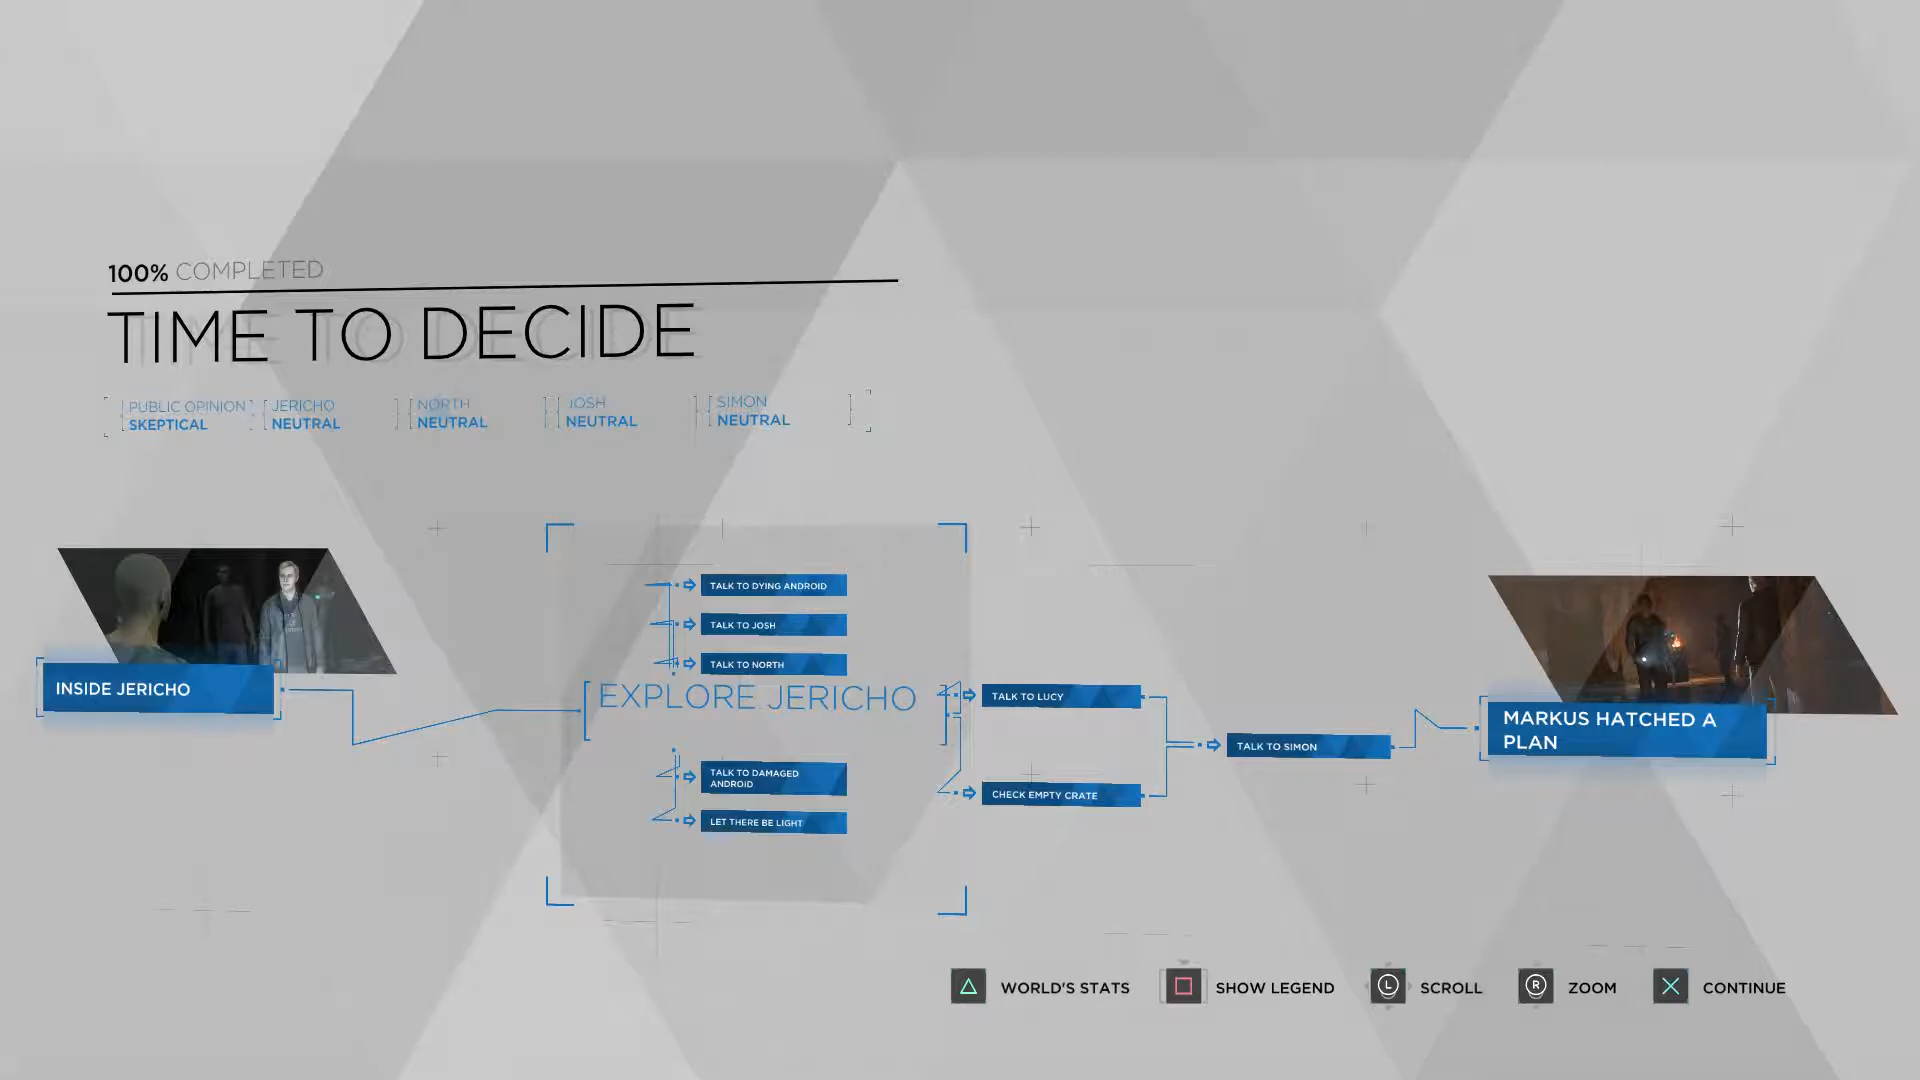 100% COMPLETED
TIME TO DECIDE
PUBLIC OPINION
SKEPTICAL
JERICHO
NEUTRAL
NORTH
NEUTRAL
JOSH
NEUTRAL
SIMON
NEUTRAL
INSIDE JERICHO
TALK TO DYING ANDROID
TALK TO JOSH
TALK TO NORTH
EXPLORE JERICHO
TALK TO DAMAGED
ANDROID
LET THERE BE LIGHT
TALK TO LUCY
CHECK EMPTY CRATE
TALK TO SIMON
MARKUS HATCHED A
PLAN
WORLD'S STATS
SHOW LEGEND
L
SCROLL
R
ZOOM
CONTINUE